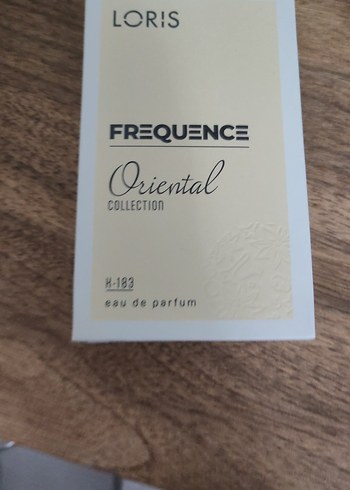 LORIS
FREQUENCE
Oriental
COLLECTION
K-183
eau de parfum